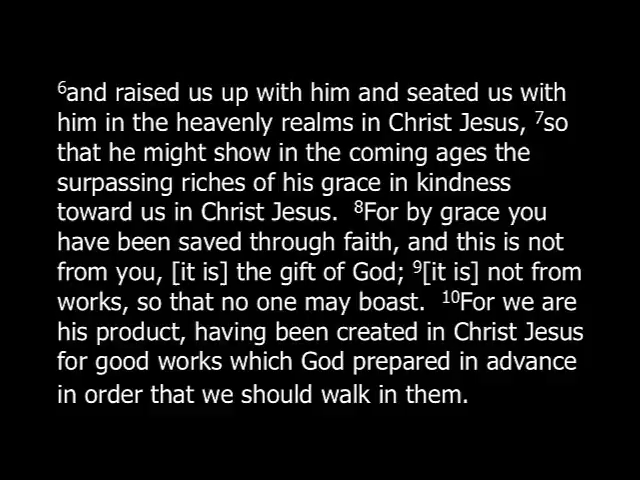 ⁶and raised us up with him and seated us with
him in the heavenly realms in Christ Jesus, ⁷so
that he might show in the coming ages the
surpassing riches of his grace in kindness
toward us in Christ Jesus.  ⁸For by grace you
have been saved through faith, and this is not
from you, [it is] the gift of God; ⁹[it is] not from
works, so that no one may boast.  ¹⁰For we are
his product, having been created in Christ Jesus
for good works which God prepared in advance
in order that we should walk in them.